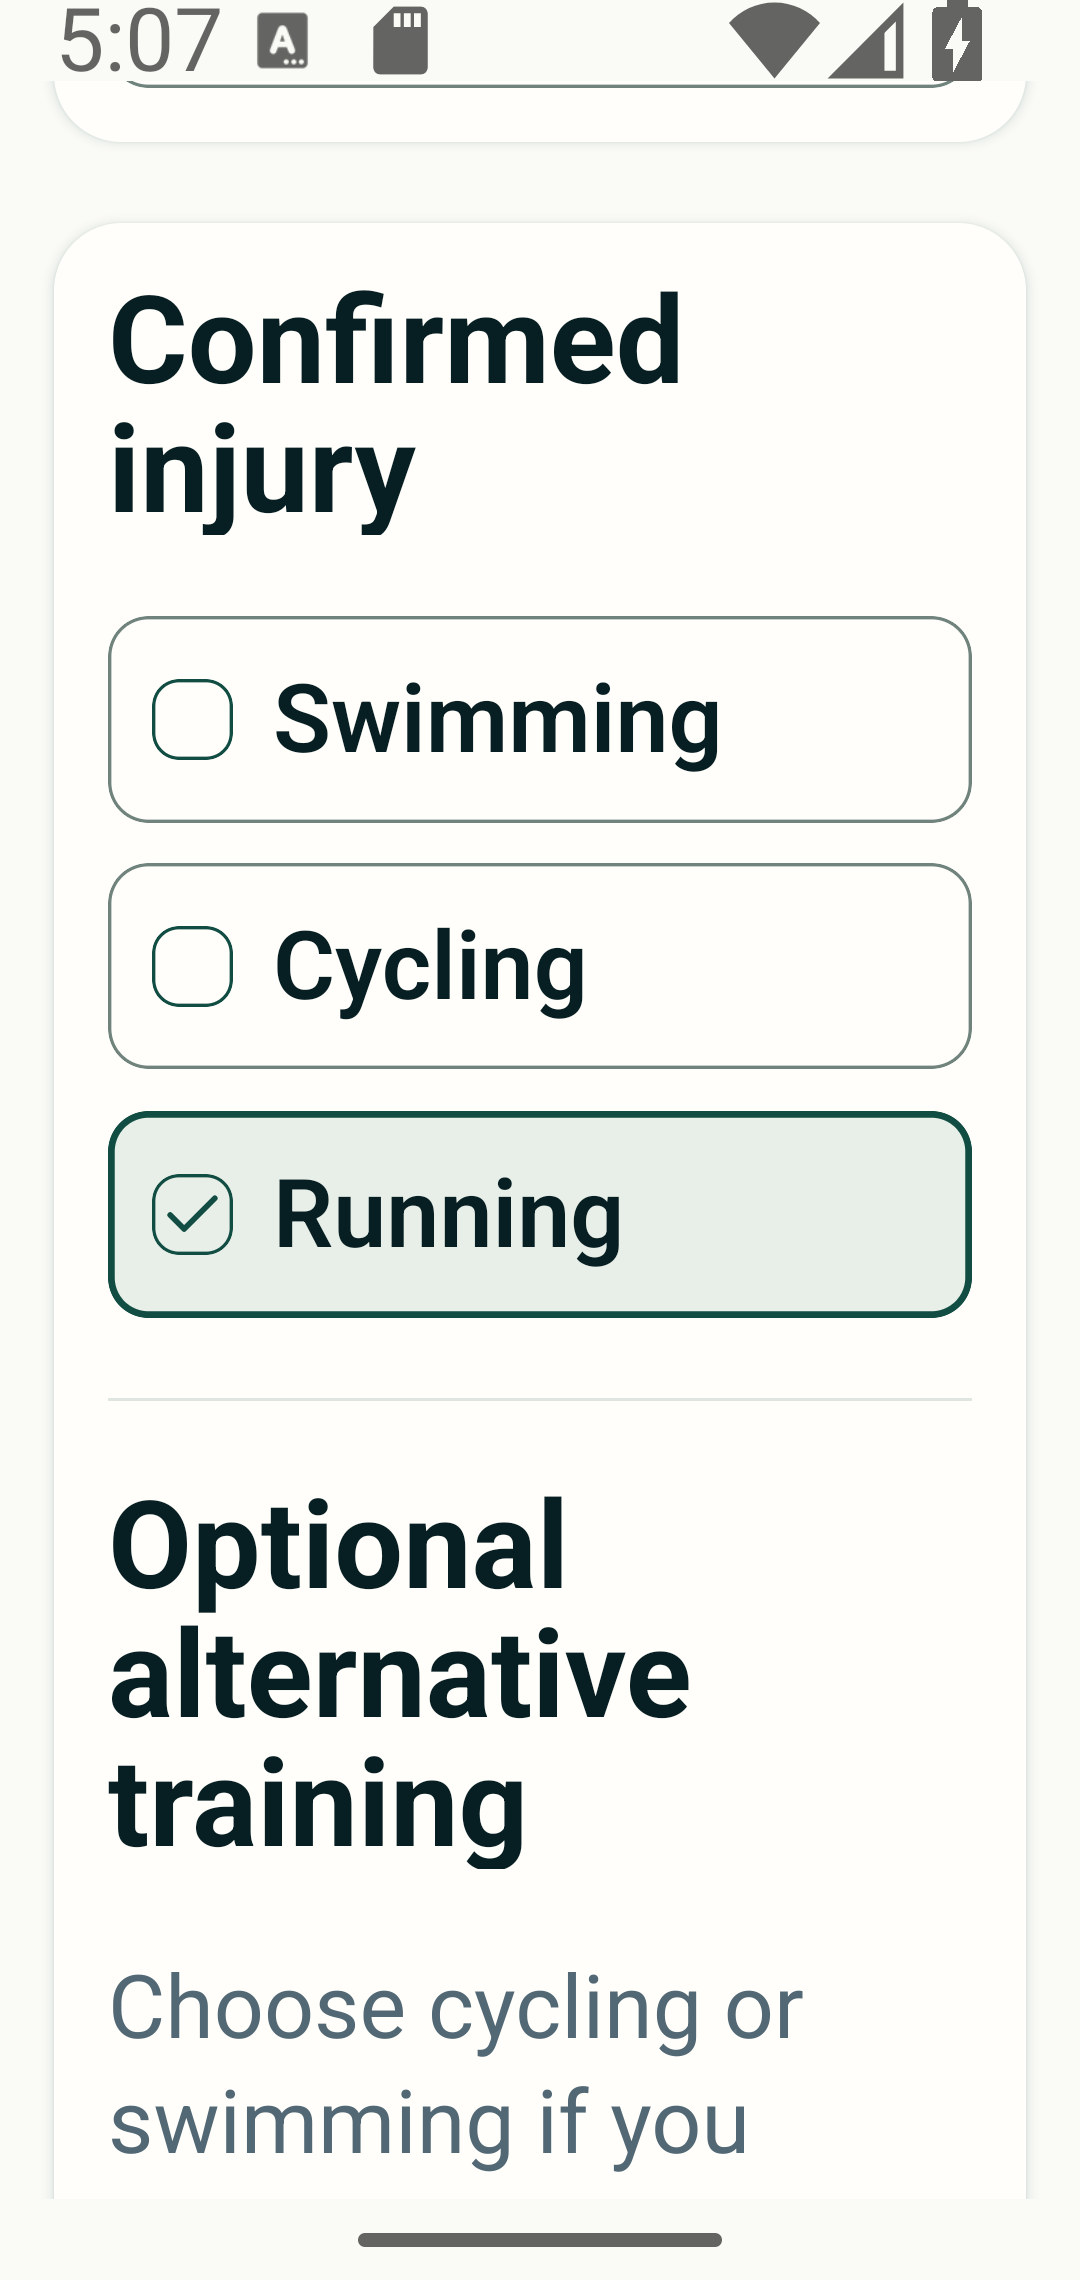 5:07
Confirmed
injury
Swimming
Cycling
Running
Optional
alternative
training
Choose cycling or
swimming if you